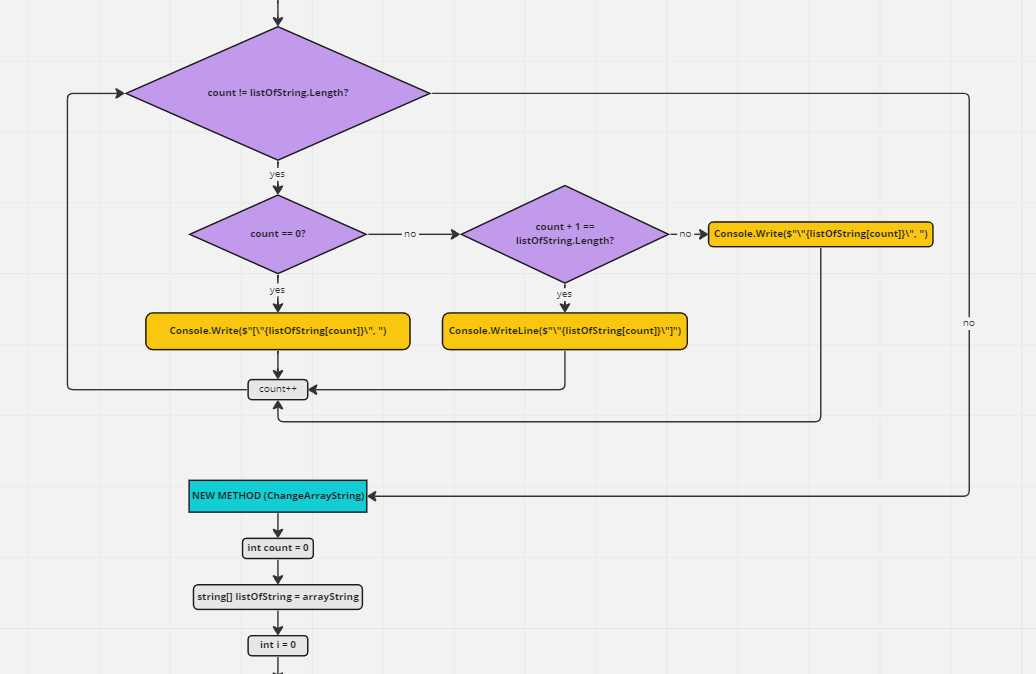 count != listOfString.Length?
yes
count == 0?
no
count + 1 ==
listOfString.Length?
no
Console.Write($"\"{listOfString[count]}\", ")
yes
yes
Console.Write($"[\"{listOfString[count]}\", ")
Console.WriteLine($"\"{listOfString[count]}\"]")
no
count++
NEW METHOD (ChangeArrayString)
int count = 0
string[] listOfString = arrayString
int i = 0